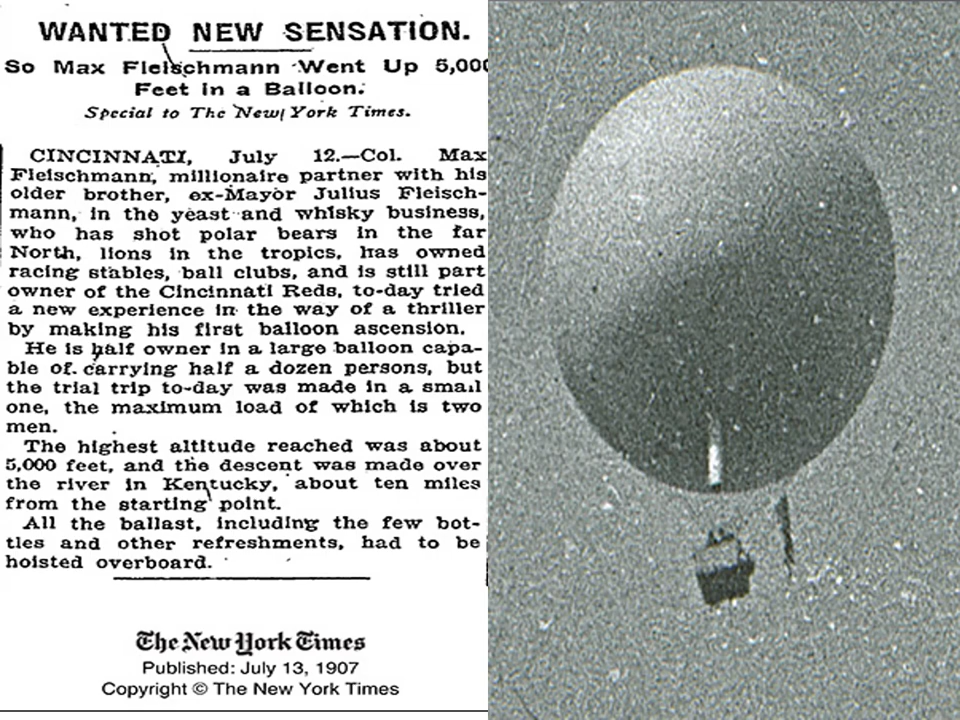 WANTED NEW SENSATION.
So Max Fleischmann Went Up 5,000
Feet in a Balloon.
Special to The New York Times.
CINCINNATI, July 12.—Col. Max
Fleischmann, millionaire partner with his
older brother, ex-Mayor Julius Fleisch-
mann, in the yeast and whisky business,
who has shot polar bears in the far
North, lions in the tropics, has owned
racing stables, ball clubs, and is still part
owner of the Cincinnati Reds, to-day tried
a new experience in the way of a thriller
by making his first balloon ascension.
He is half owner in a large balloon capa-
ble of carrying half a dozen persons, but
the trial trip to-day was made in a small
one, the maximum load of which is two
men.
The highest altitude reached was about
5,000 feet, and the descent was made over
the river in Kentucky, about ten miles
from the starting point.
All the ballast, including the few bot-
tles and other refreshments, had to be
hoisted overboard.
The New York Times
Published: July 13, 1907
Copyright © The New York Times